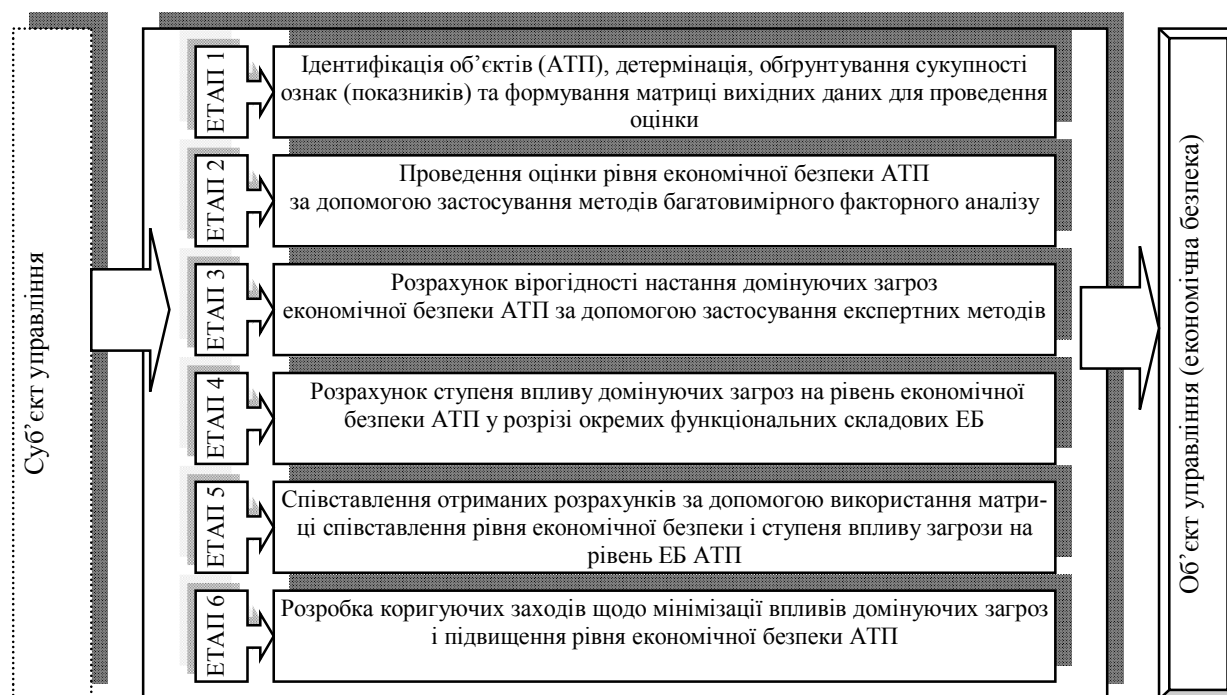 Суб’єкт управління
ЕТАП 1
Ідентифікація об’єктів (АТП), детермінація, обґрунтування сукупності
ознак (показників) та формування матриці вихідних даних для проведення
оцінки
ЕТАП 2
Проведення оцінки рівня економічної безпеки АТП
за допомогою застосування методів багатовимірного факторного аналізу
ЕТАП 3
Розрахунок вірогідності настання домінуючих загроз
економічної безпеки АТП за допомогою застосування експертних методів
ЕТАП 4
Розрахунок ступеня впливу домінуючих загроз на рівень економічної
безпеки АТП у розрізі окремих функціональних складових ЕБ
ЕТАП 5
Співставлення отриманих розрахунків за допомогою використання матри-
ці співставлення рівня економічної безпеки і ступеня впливу загрози на
рівень ЕБ АТП
ЕТАП 6
Розробка коригуючих заходів щодо мінімізації впливів домінуючих загроз
і підвищення рівня економічної безпеки АТП
Об’єкт управління (економічна безпека)